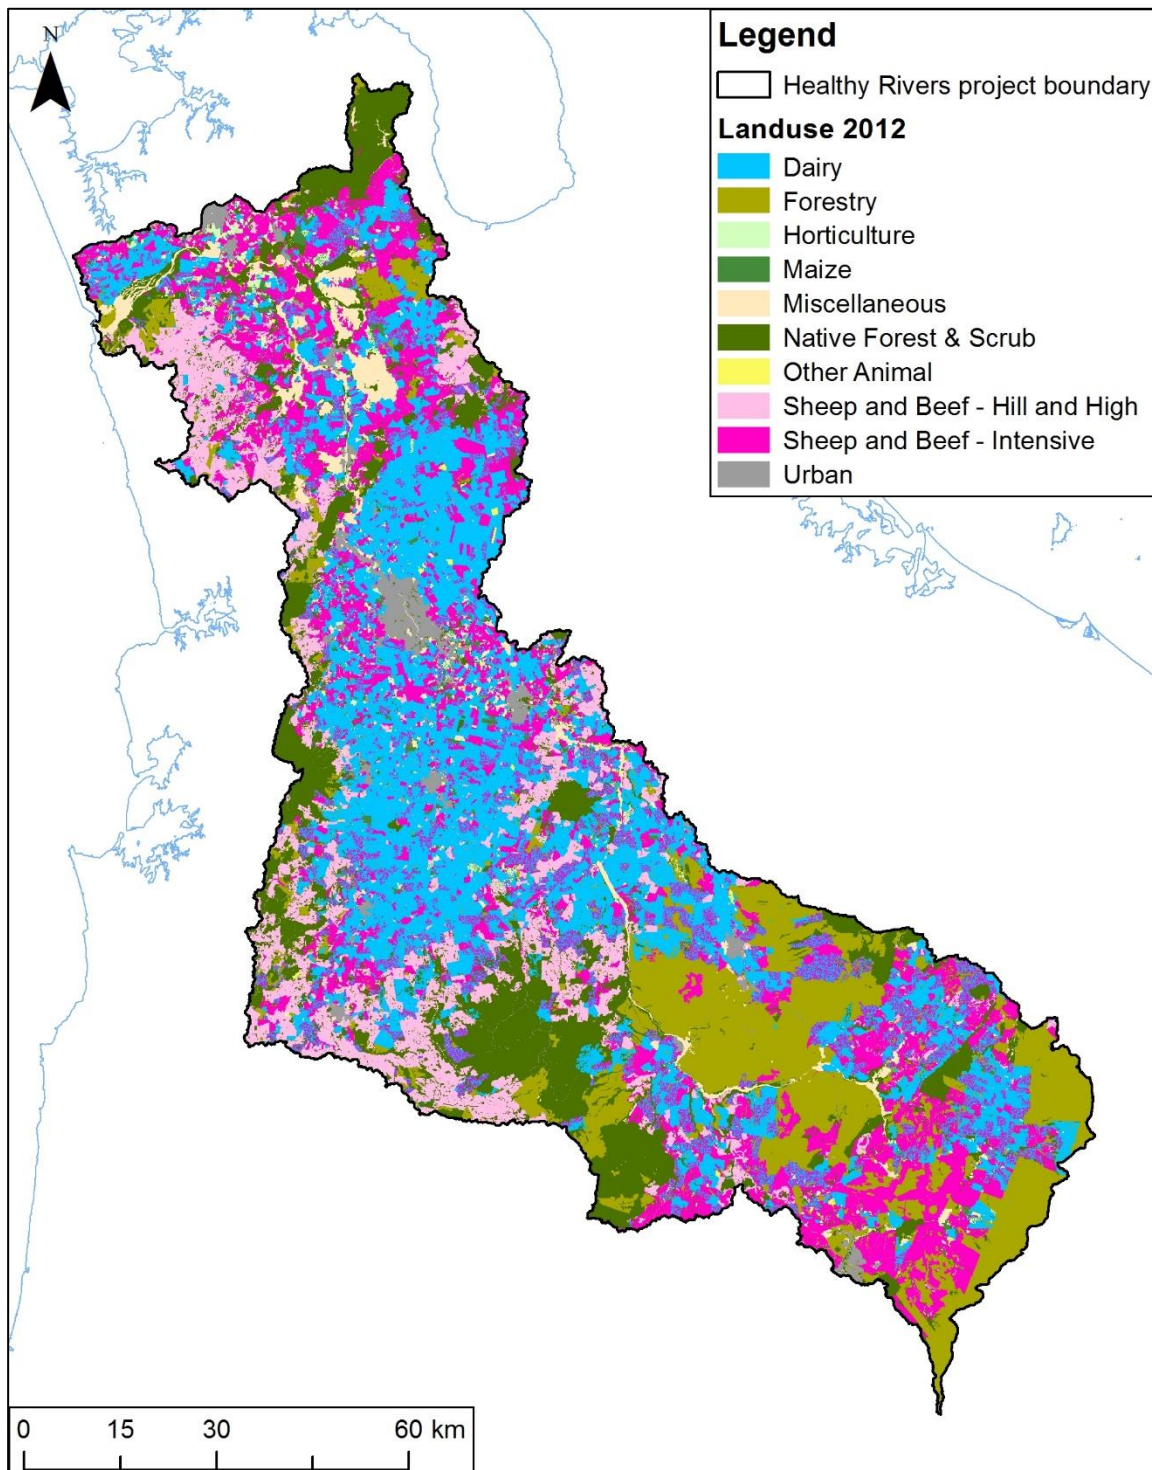 N
Legend
Healthy Rivers project boundary
Landuse 2012
Dairy
Forestry
Horticulture
Maize
Miscellaneous
Native Forest & Scrub
Other Animal
Sheep and Beef - Hill and High
Sheep and Beef - Intensive
Urban
0 15 30 60 km